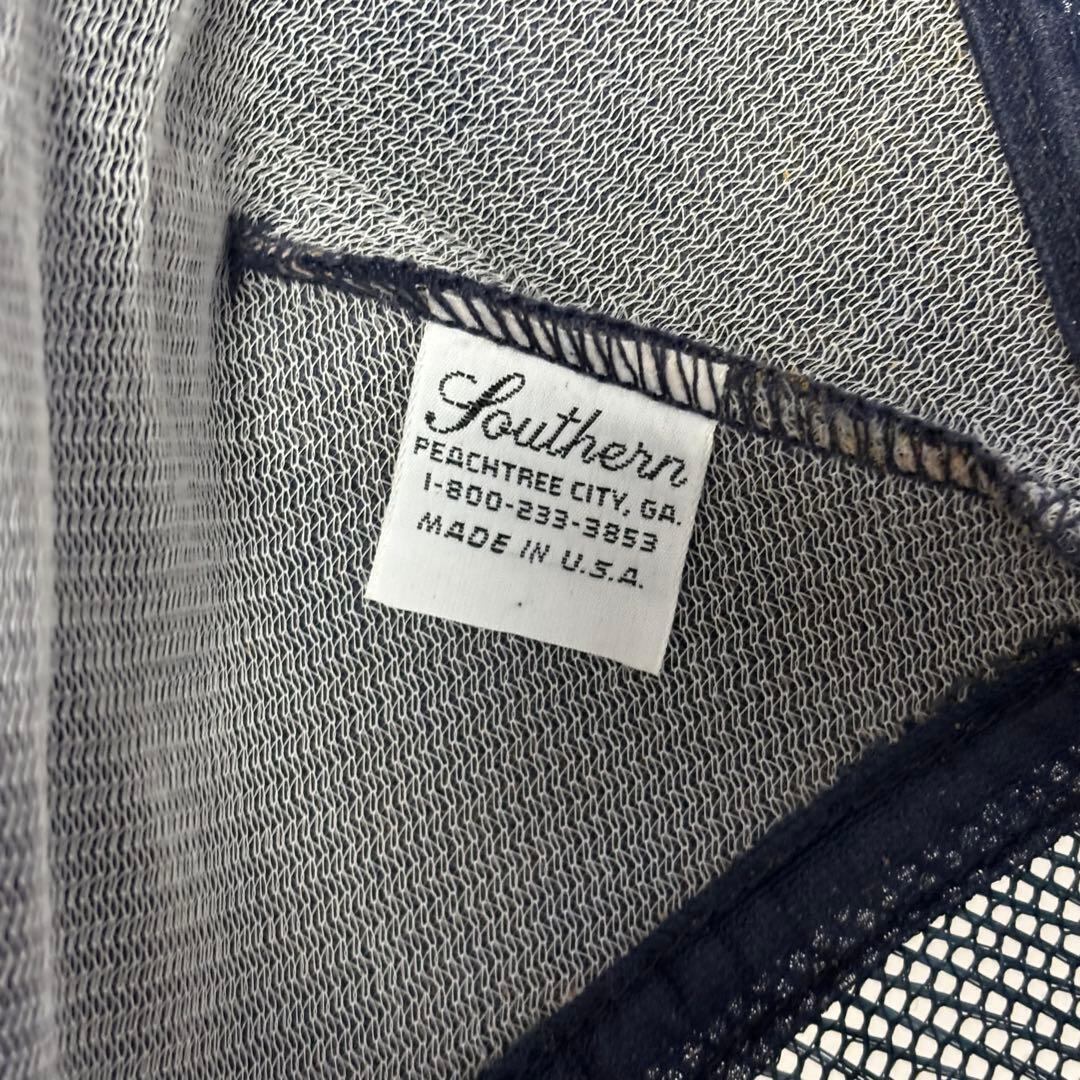 Southern
PEACHTREE CITY, GA.
1-800-233-3853
MADE IN U.S.A.